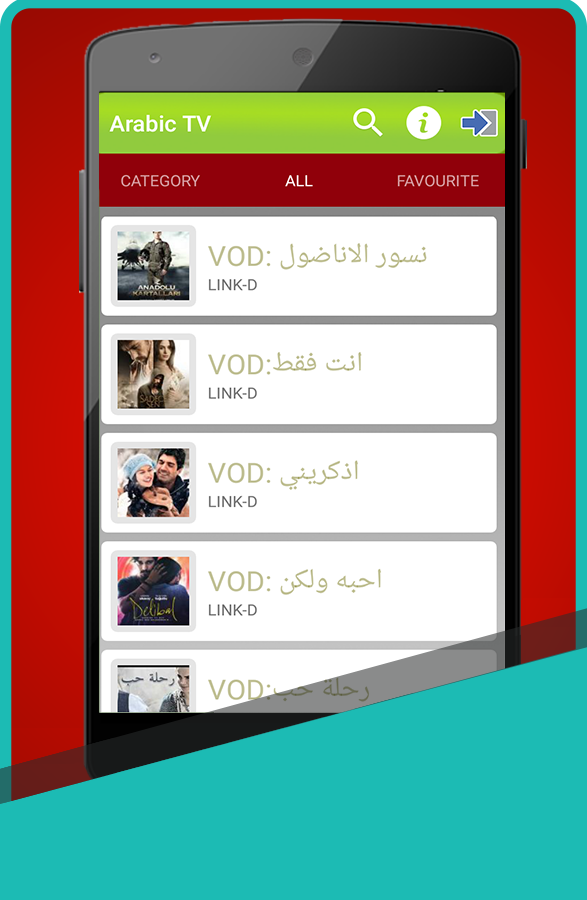 Arabic TV
CATEGORY
ALL
FAVOURITE
ANADOLU
KARTALLARI
VOD: نسور الاناضول
LINK-D
VOD:انت فقط
LINK-D
VOD: اذكريني
LINK-D
Delibal
VOD: احبه ولكن
LINK-D
رحلة حب
VOD:رحلة حب